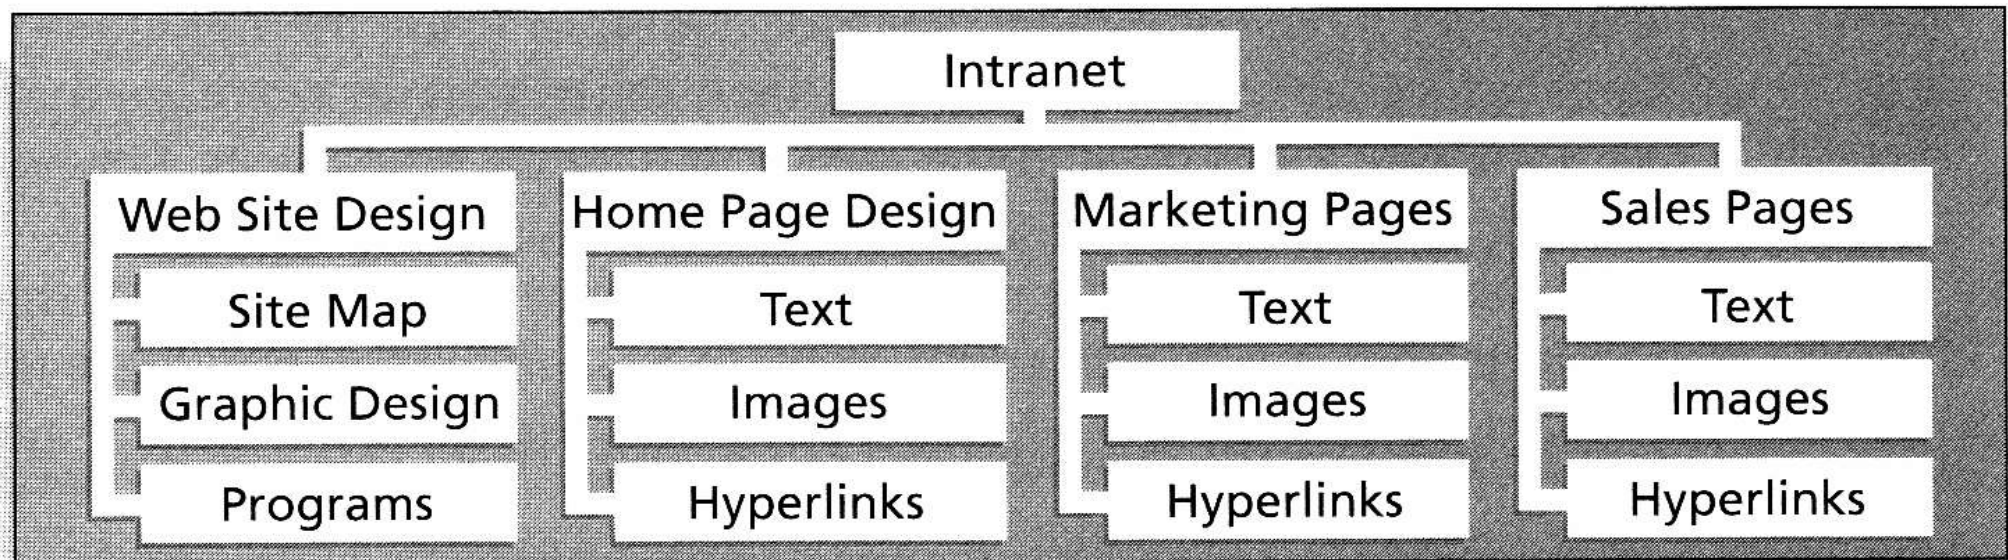 Intranet
Web Site Design
Site Map
Graphic Design
Programs
Home Page Design
Text
Images
Hyperlinks
Marketing Pages
Text
Images
Hyperlinks
Sales Pages
Text
Images
Hyperlinks